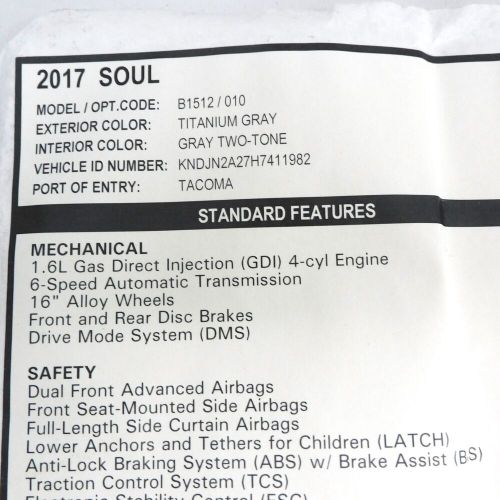 2017 SOUL
MODEL / OPT.CODE: B1512 / 010
EXTERIOR COLOR: TITANIUM GRAY
INTERIOR COLOR: GRAY TWO-TONE
VEHICLE ID NUMBER: KNDJN2A27H7411982
PORT OF ENTRY: TACOMA
STANDARD FEATURES
MECHANICAL
1.6L Gas Direct Injection (GDI) 4-cyl Engine
6-Speed Automatic Transmission
16" Alloy Wheels
Front and Rear Disc Brakes
Drive Mode System (DMS)
SAFETY
Dual Front Advanced Airbags
Front Seat-Mounted Side Airbags
Full-Length Side Curtain Airbags
Lower Anchors and Tethers for Children (LATCH)
Anti-Lock Braking System (ABS) w/ Brake Assist (BS)
Traction Control System (TCS)
Electronic Stability Control (ESC)